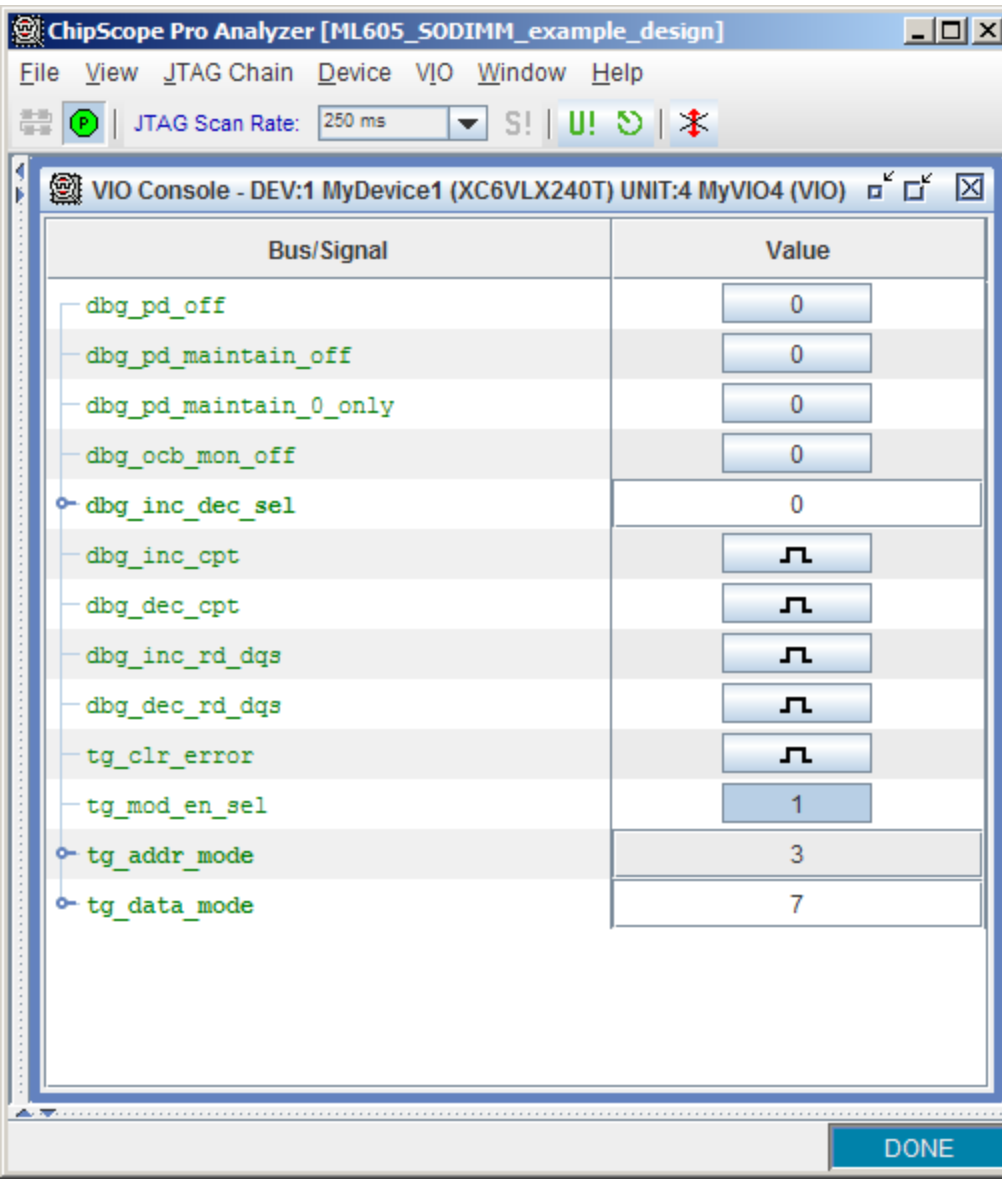 ChipScope Pro Analyzer [ML605_SODIMM_example_design]
File View JTAG Chain Device VIO Window Help
P JTAG Scan Rate: 250 ms S! U!
VIO Console - DEV:1 MyDevice1 (XC6VLX240T) UNIT:4 MyVIO4 (VIO)
Bus/Signal Value
dbg_pd_off 0
dbg_pd_maintain_off 0
dbg_pd_maintain_0_only 0
dbg_ocb_mon_off 0
dbg_inc_dec_sel 0
dbg_inc_cpt
dbg_dec_cpt
dbg_inc_rd_dqs
dbg_dec_rd_dqs
tg_clr_error
tg_mod_en_sel 1
tg_addr_mode 3
tg_data_mode 7
DONE